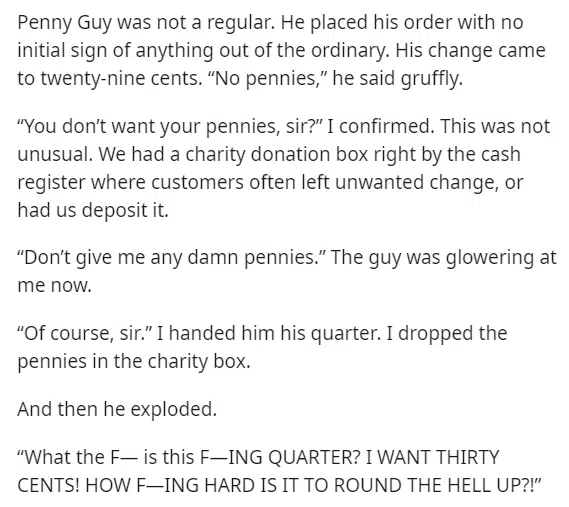 Penny Guy was not a regular. He placed his order with no
initial sign of anything out of the ordinary. His change came
to twenty-nine cents. “No pennies,” he said gruffly.
“You don’t want your pennies, sir?” I confirmed. This was not
unusual. We had a charity donation box right by the cash
register where customers often left unwanted change, or
had us deposit it.
“Don’t give me any damn pennies.” The guy was glowering at
me now.
“Of course, sir.” I handed him his quarter. I dropped the
pennies in the charity box.
And then he exploded.
“What the F— is this F—ING QUARTER? I WANT THIRTY
CENTS! HOW F—ING HARD IS IT TO ROUND THE HELL UP?!”